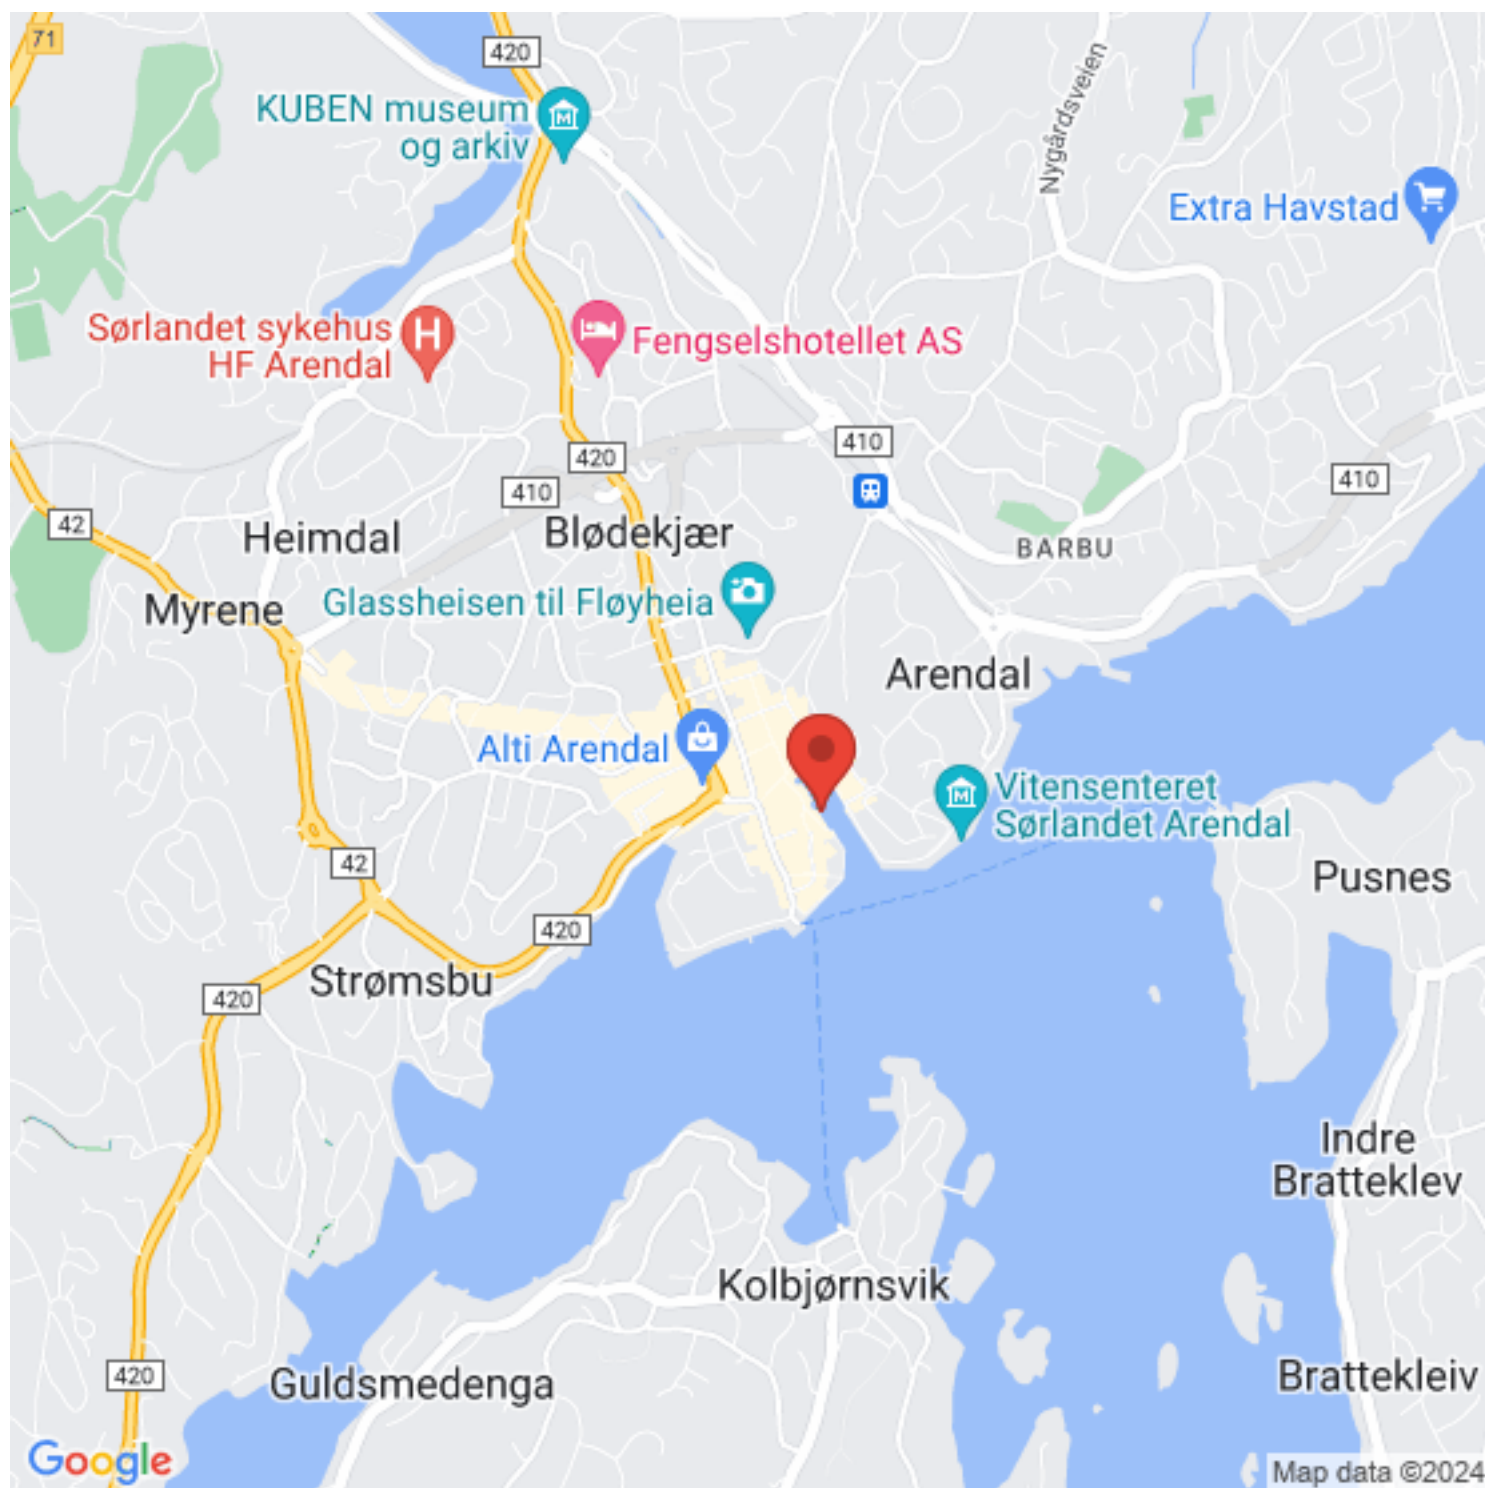 71
420
KUBEN museum
og arkiv
Nygårdsveien
Extra Havstad
Sørlandet sykehus
HF Arendal
Fengselshotellet AS
420
410
410
410
42
Heimdal
Blødekjær
BARBU
Myrene
Glassheisen til Fløyheia
Arendal
Alti Arendal
Vitensenteret
Sørlandet Arendal
42
Pusnes
420
Strømsbu
420
Indre
Bratteklev
Kolbjørnsvik
420
Guldsmedenga
Brattekleiv
Google
Map data ©2024